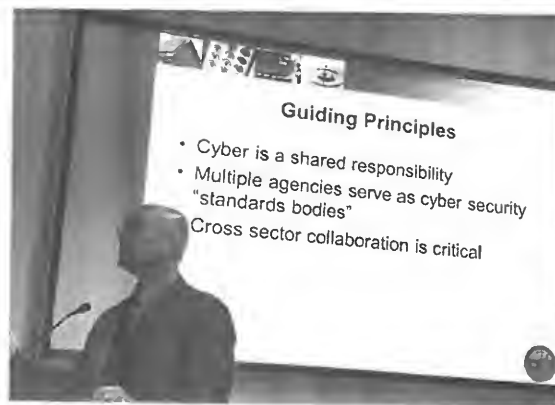 Guiding Principles
• Cyber is a shared responsibility
• Multiple agencies serve as cyber security
"standards bodies"
Cross sector collaboration is critical